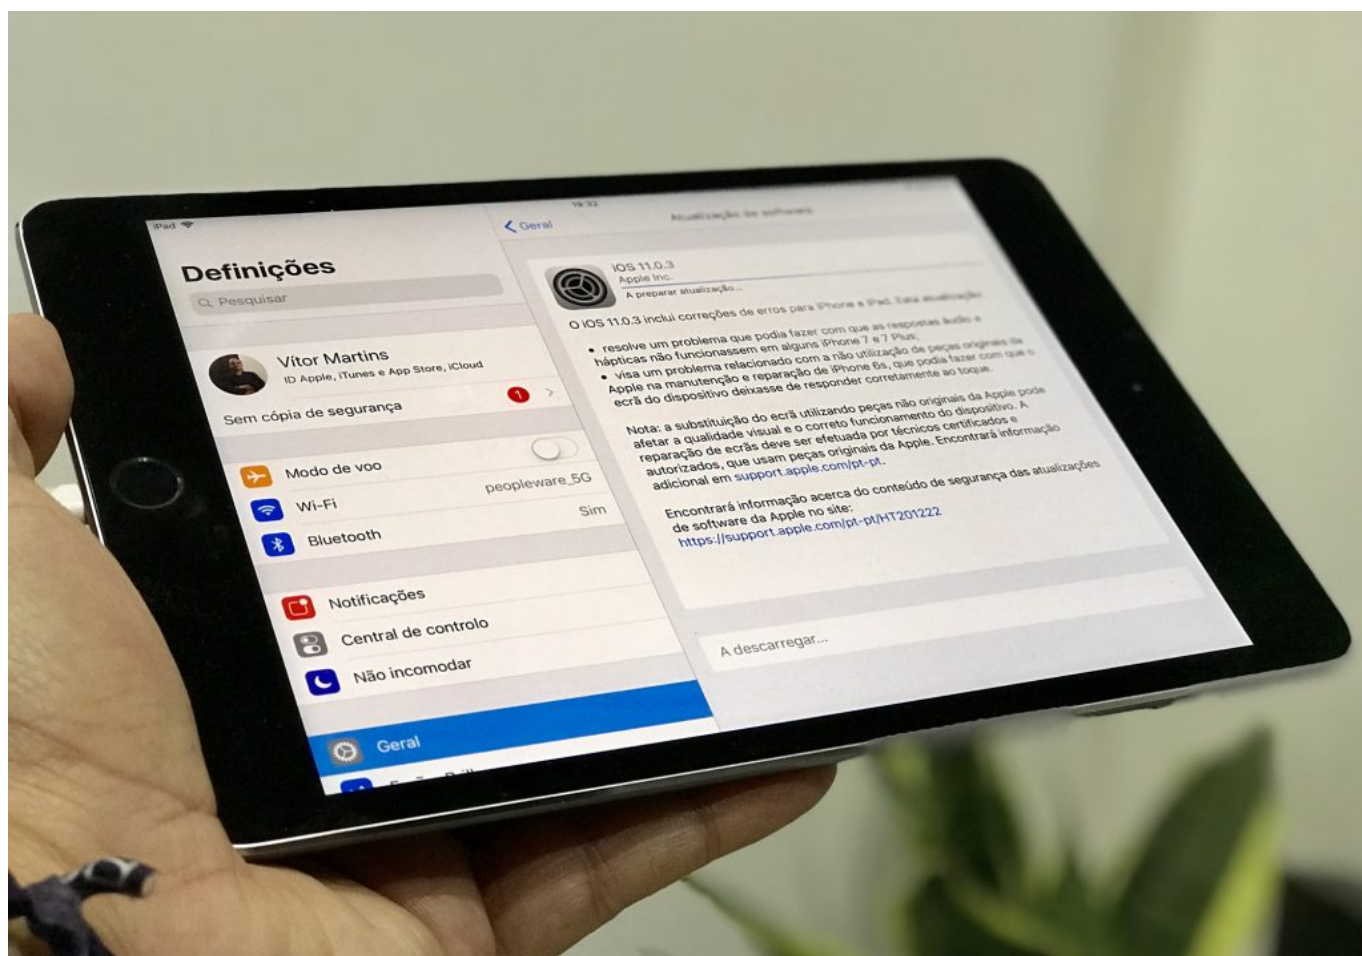 iPad
19:32
Definições
Pesquisar
Vítor Martins
ID Apple, iTunes e App Store, iCloud
Sem cópia de segurança
1
Modo de voo
Wi-Fi
peopleware_5G
Bluetooth
Sim
Notificações
Central de controlo
Não incomodar
Geral
Geral
Atualização de software
iOS 11.0.3
Apple Inc.
A preparar atualização...
O iOS 11.0.3 inclui correções de erros para iPhone e iPad. Esta atualização
• resolve um problema que podia fazer com que as respostas áudio e
hápticas não funcionassem em alguns iPhone 7 e 7 Plus;
• visa um problema relacionado com a não utilização de peças originais da
Apple na manutenção e reparação de iPhone 6s, que podia fazer com que o
ecrã do dispositivo deixasse de responder corretamente ao toque.
Nota: a substituição do ecrã utilizando peças não originais da Apple pode
afetar a qualidade visual e o correto funcionamento do dispositivo. A
reparação de ecrãs deve ser efetuada por técnicos certificados e
autorizados, que usam peças originais da Apple. Encontrará informação
adicional em support.apple.com/pt-pt.
Encontrará informação acerca do conteúdo de segurança das atualizações
de software da Apple no site:
https://support.apple.com/pt-pt/HT201222
A descarregar...